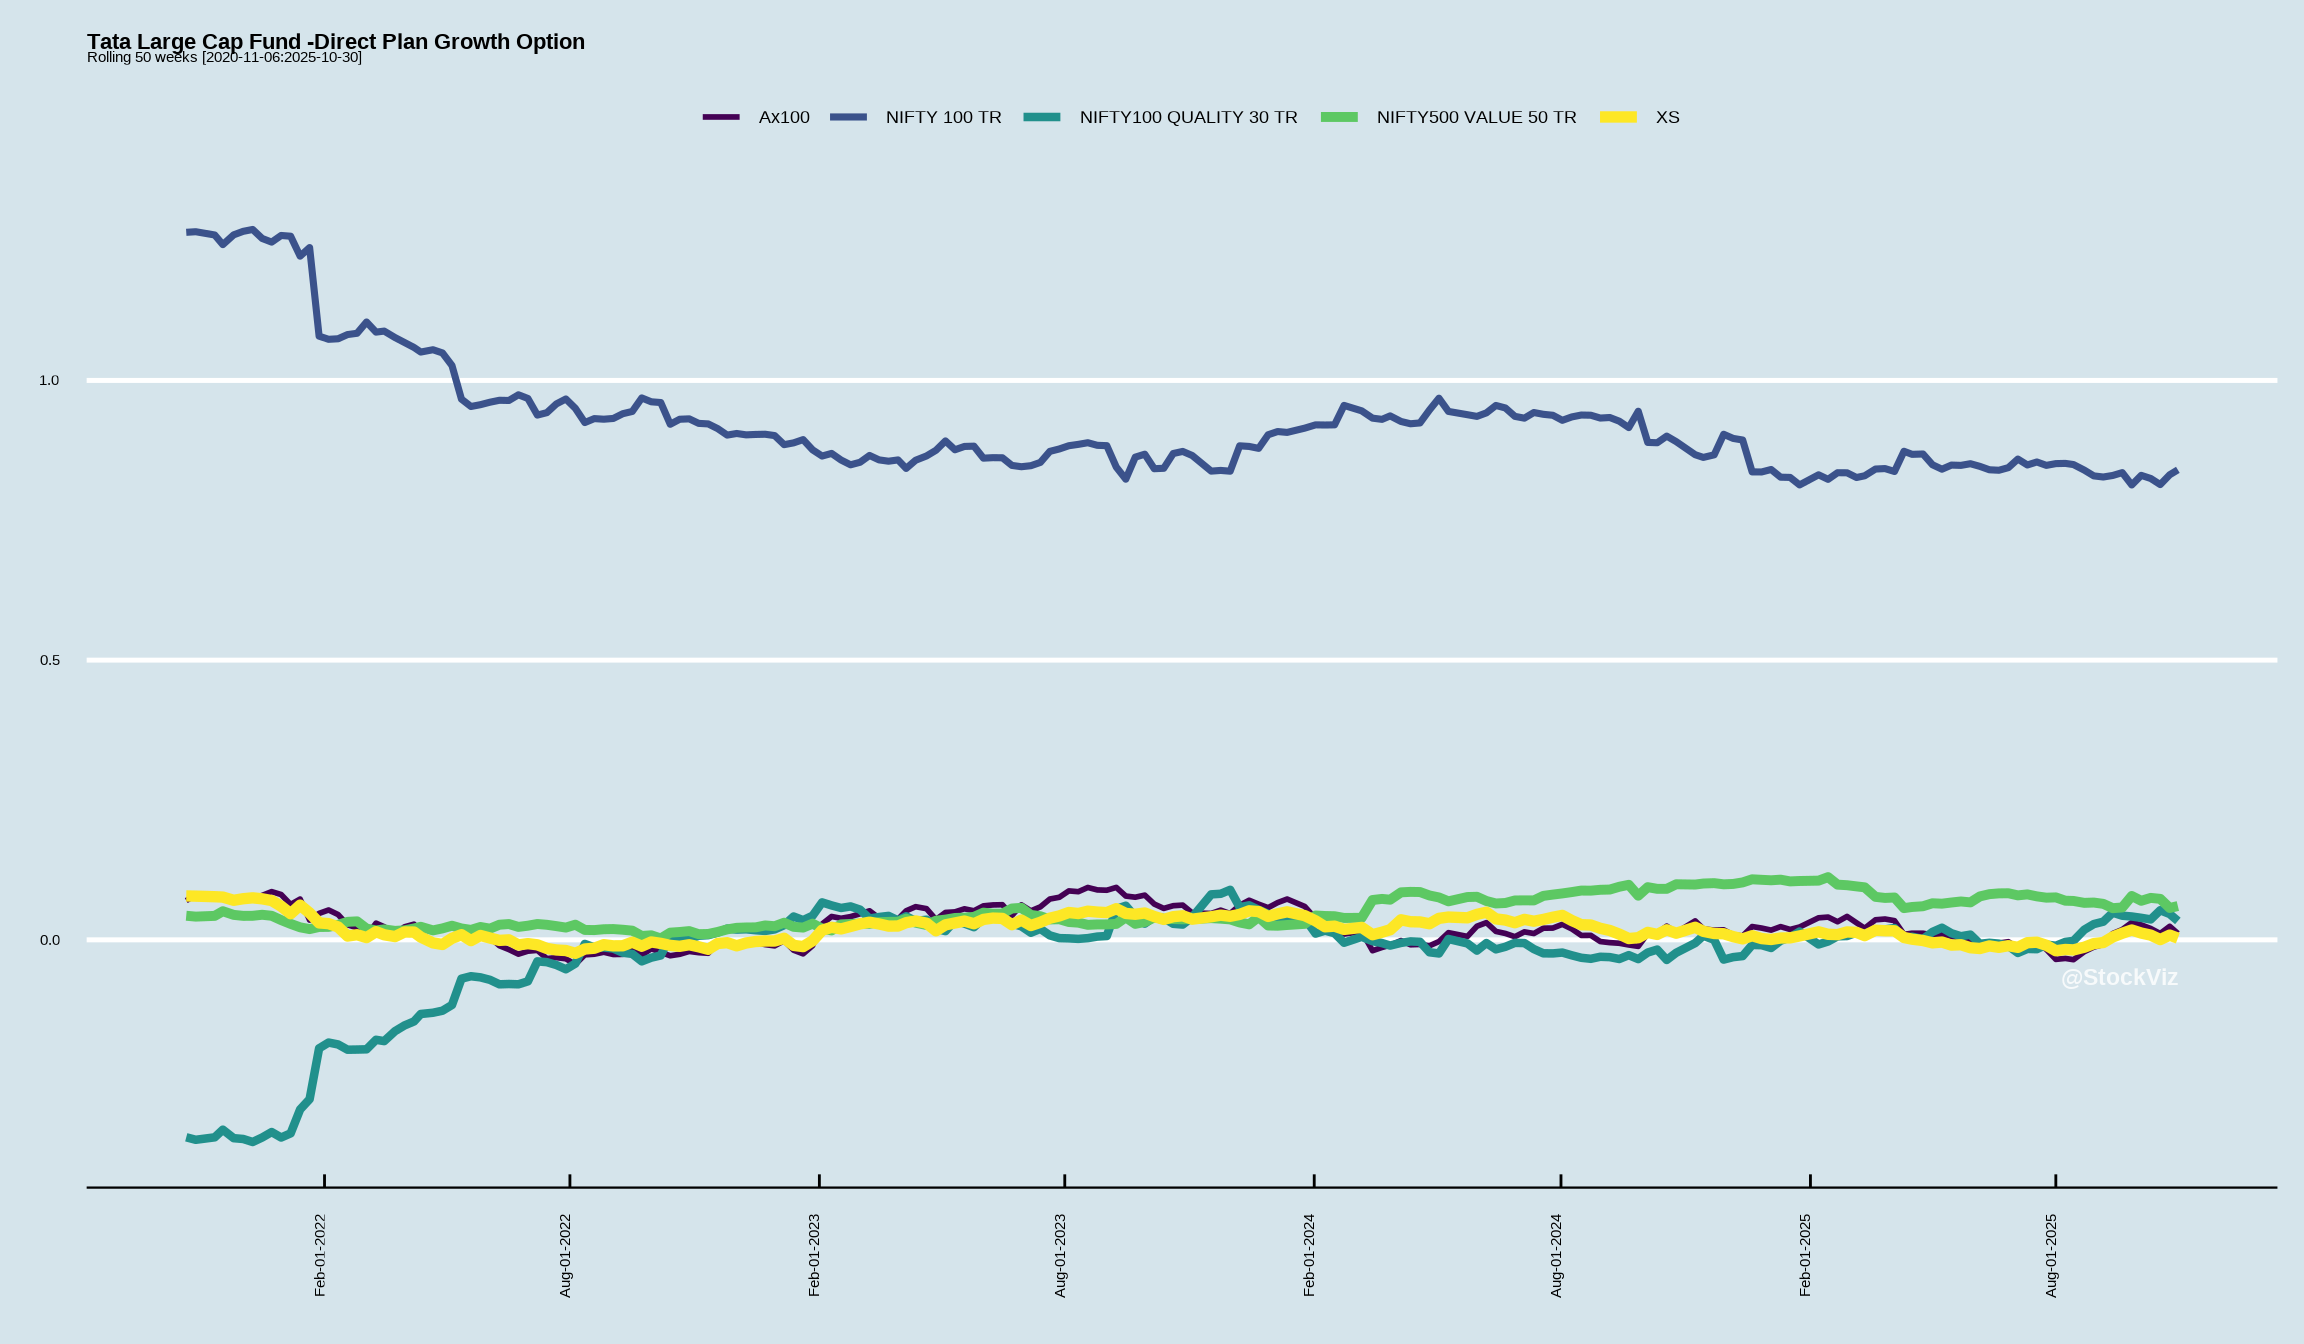 Tata Large Cap Fund -Direct Plan Growth Option
Rolling 50 weeks [2020-11-06:2025-10-30]
Ax100 NIFTY 100 TR NIFTY100 QUALITY 30 TR NIFTY500 VALUE 50 TR XS
1.0
0.5
0.0
@StockViz
Feb-01-2022
Aug-01-2022
Feb-01-2023
Aug-01-2023
Feb-01-2024
Aug-01-2024
Feb-01-2025
Aug-01-2025